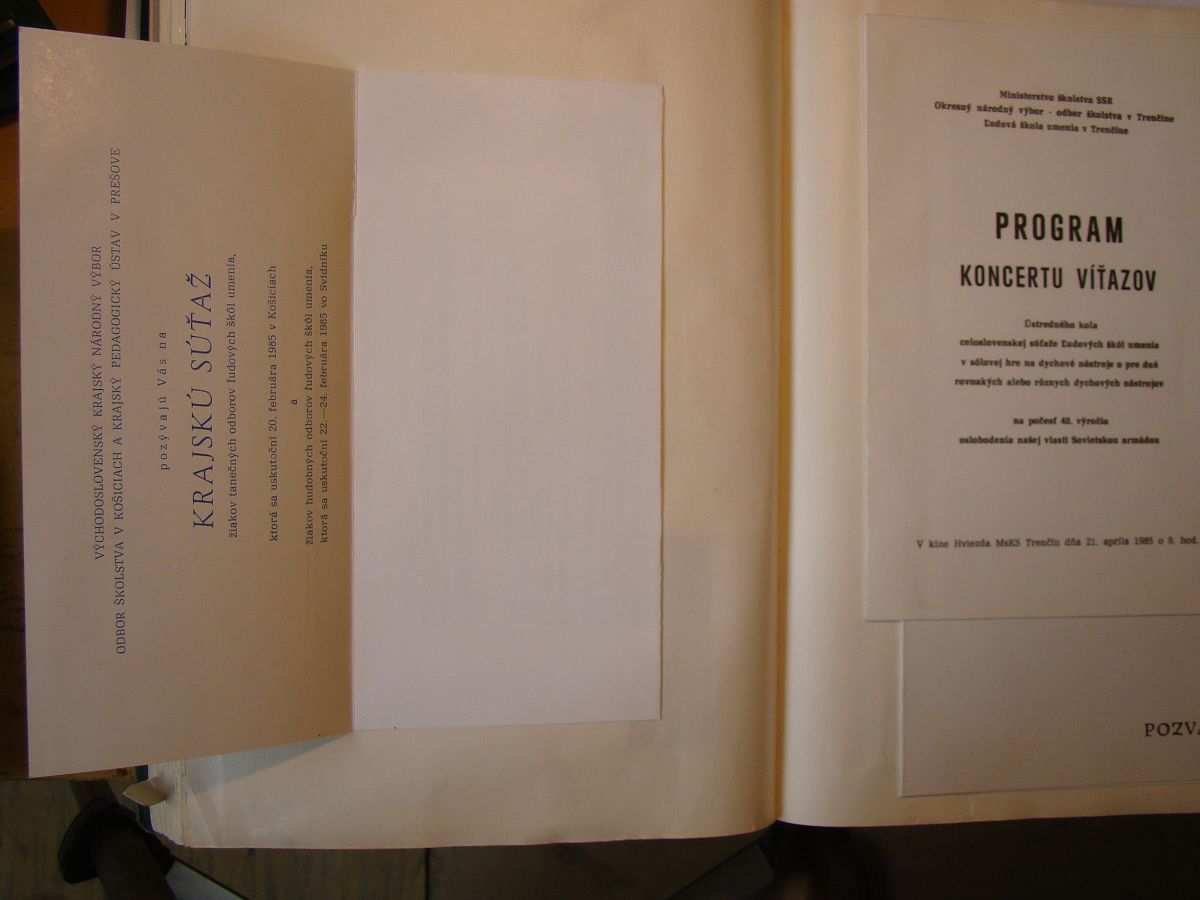 VÝCHODOSLOVENSKÝ KRAJSKÝ NÁRODNÝ VÝBOR
ODBOR ŠKOLSTVA V KOŠICIACH A KRAJSKÝ PEDAGOGICKÝ ÚSTAV V PREŠOVE
pozývajú Vás na
KRAJSKÚ SÚŤAŽ
žiakov tanečných odborov ľudových škôl umenia,
ktorá sa uskutoční 20. februára 1985 v Košiciach
a
žiakov hudobných odborov ľudových škôl umenia,
ktorá sa uskutoční 22.—24. februára 1985 vo Svidníku
Ministerstvo školstva SSR
Okresný národný výbor - odbor školstva v Trenčíne
Ľudová škola umenia v Trenčíne
PROGRAM
KONCERTU VÍŤAZOV
Ústredného kola
celoslovenskej súťaže Ľudových škôl umenia
v sólovej hre na dychové nástroje a pre dvá
rovnakých alebo rôznych dychových nástrojov
na počesť 40. výročia
oslobodenia našej vlasti Sovietskou armádou
V kine Hviezda MsKS Trenčín dňa 21. apríla 1985 o 9. hod.
POZVÁ